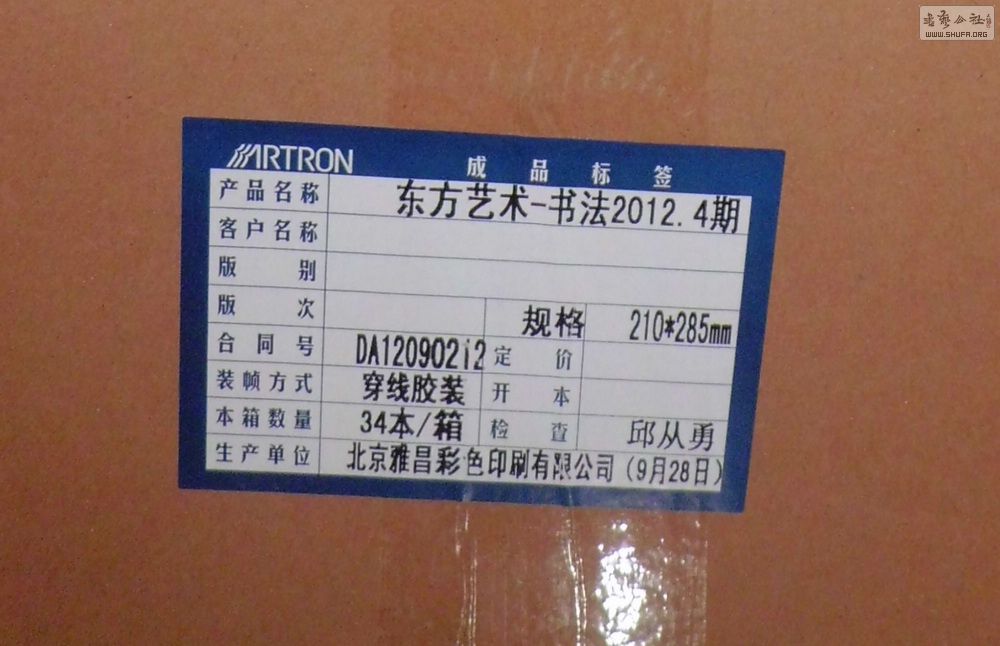 书艺公社
WWW.SHUFA.ORG
ARTRON 成品标签
产品名称 东方艺术-书法2012.4期
客户名称
版别
版次 规格 210*285mm
合同号 DA12090212 定价
装帧方式 穿线胶装 开本
本箱数量 34本/箱 检查 邱从勇
生产单位 北京雅昌彩色印刷有限公司(9月28日)